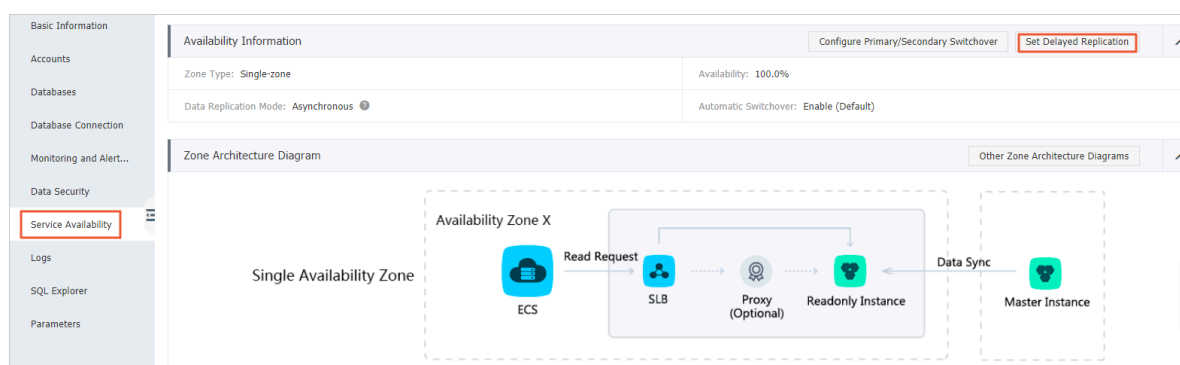 Basic Information
Accounts
Databases
Database Connection
Monitoring and Alert...
Data Security
Service Availability
Logs
SQL Explorer
Parameters
Availability Information
Configure Primary/Secondary Switchover
Set Delayed Replication
Zone Type: Single-zone
Availability: 100.0%
Data Replication Mode: Asynchronous
Automatic Switchover: Enable (Default)
Zone Architecture Diagram
Other Zone Architecture Diagrams
Single Availability Zone
Availability Zone X
ECS
Read Request
SLB
Proxy
(Optional)
Readonly Instance
Data Sync
Master Instance